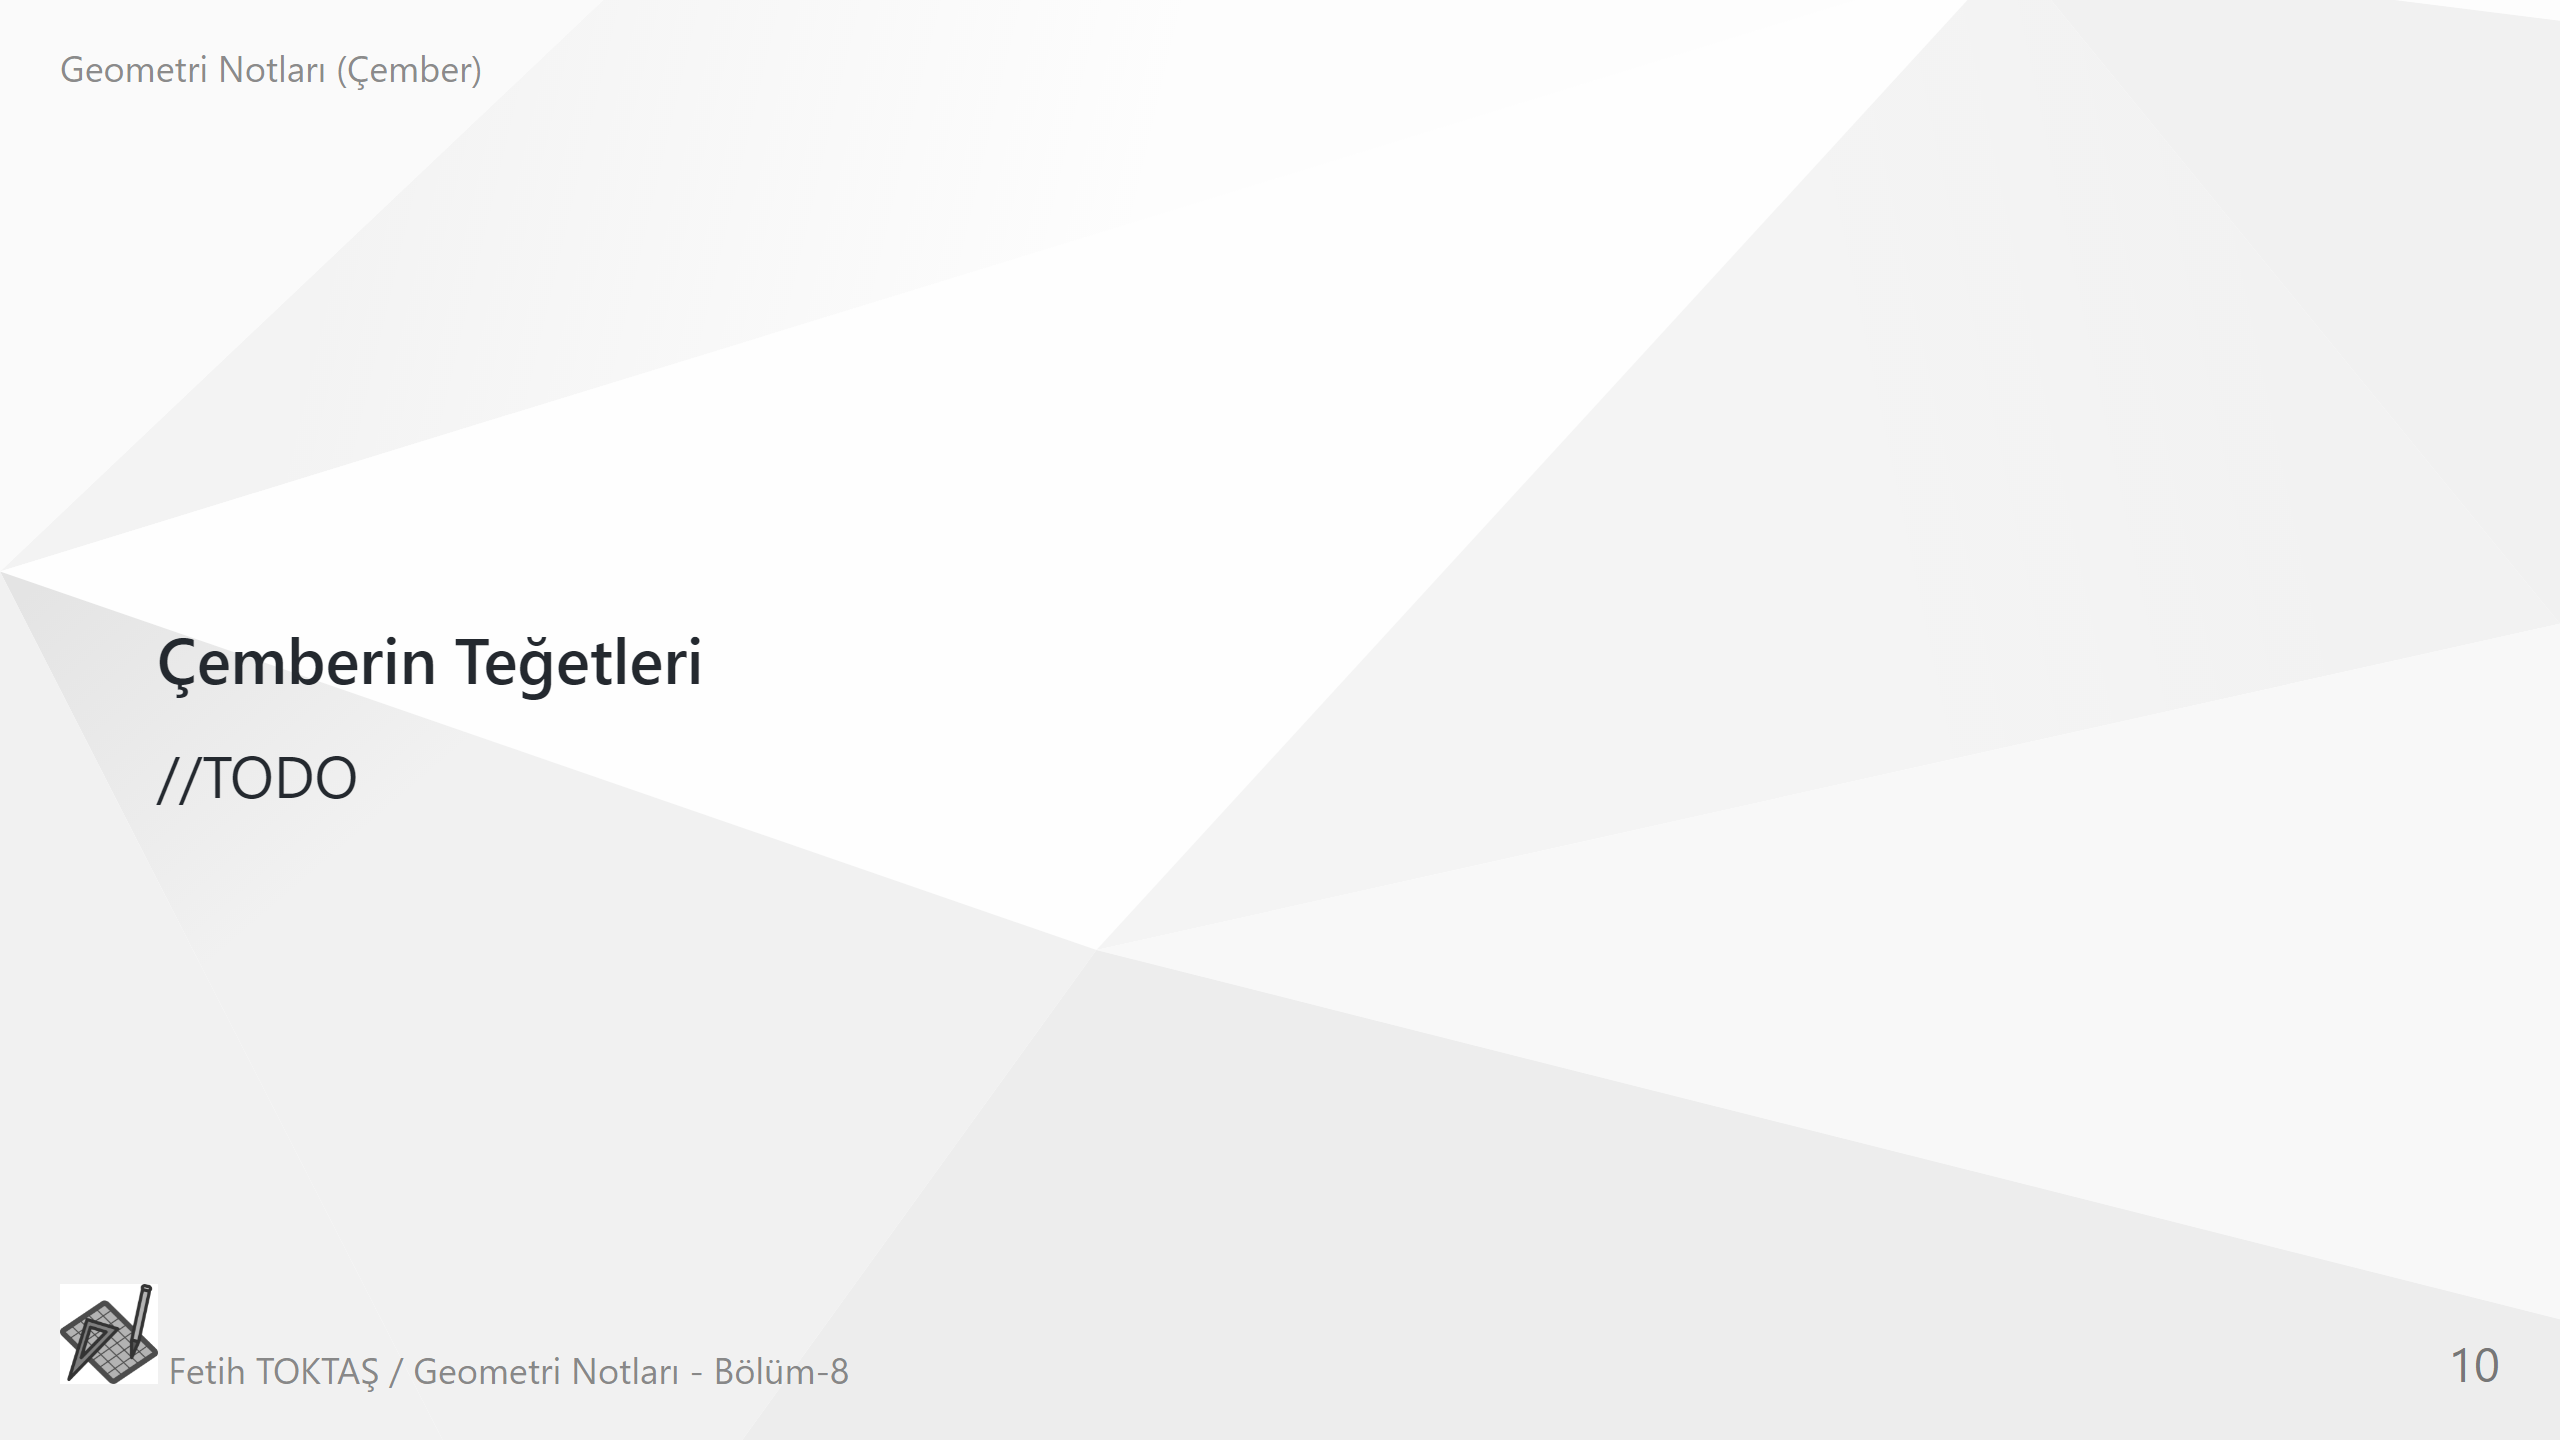 Geometri Notları (Çember)
Çemberin Teğetleri
//TODO
Fetih TOKTAŞ / Geometri Notları - Bölüm-8
10